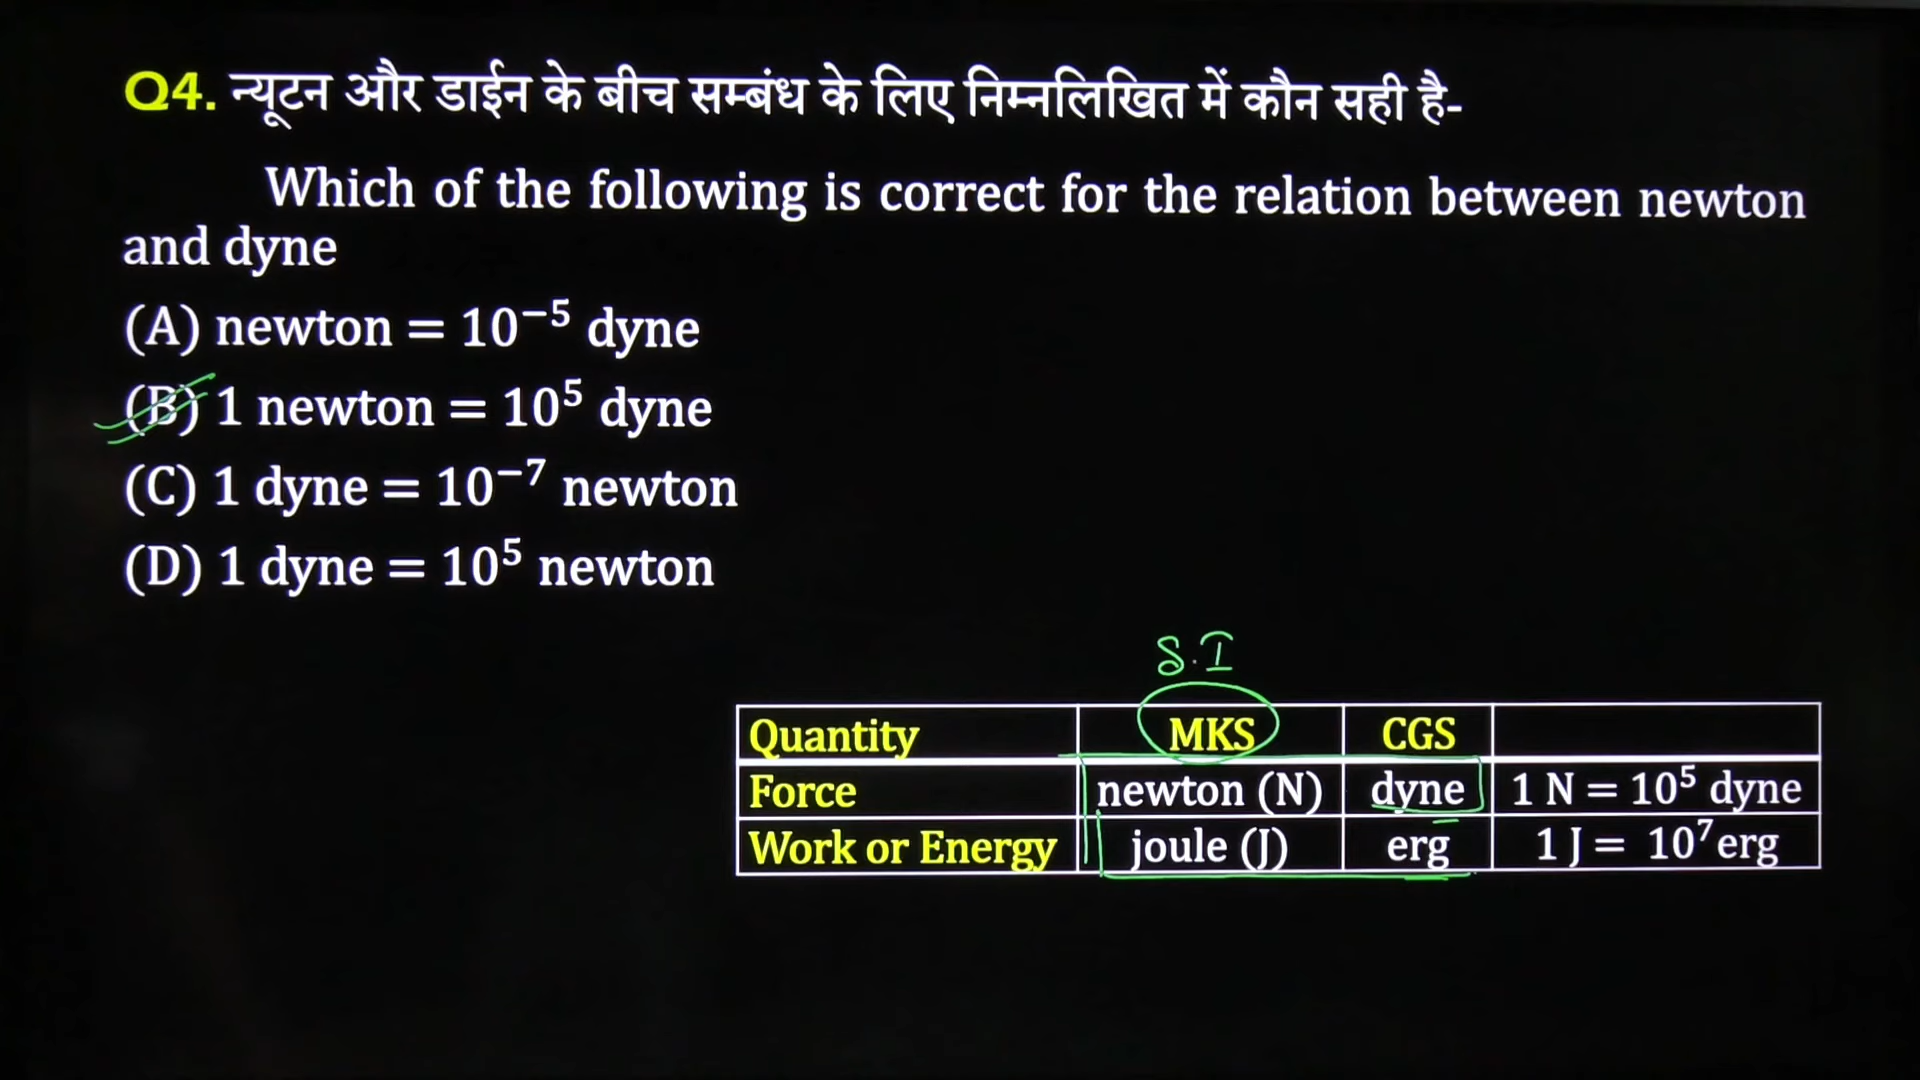 Q4. न्यूटन और डाईन के बीच सम्बंध के लिए निम्नलिखित में कौन सही है-
Which of the following is correct for the relation between newton
and dyne
(A) newton = 10⁻⁵ dyne
(B) 1 newton = 10⁵ dyne
(C) 1 dyne = 10⁻⁷ newton
(D) 1 dyne = 10⁵ newton
S.I
Quantity MKS CGS
Force newton (N) dyne 1 N = 10⁵ dyne
Work or Energy joule (J) erg 1 J = 10⁷ erg